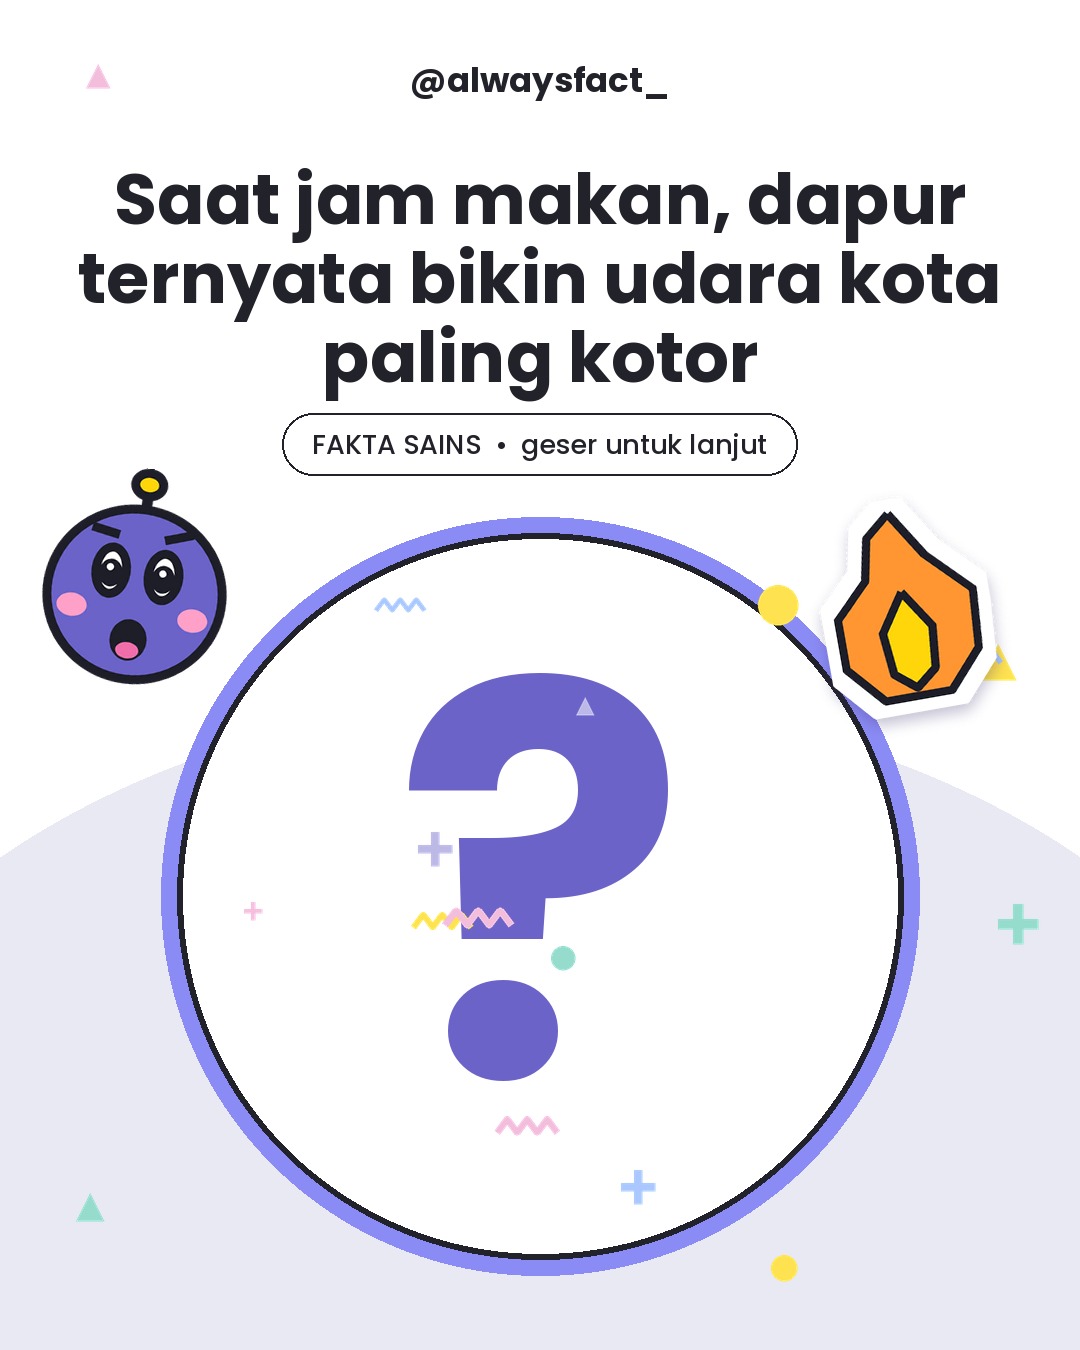 @alwaysfact_
Saat jam makan, dapur
ternyata bikin udara kota
paling kotor
FAKTA SAINS • geser untuk lanjut
?